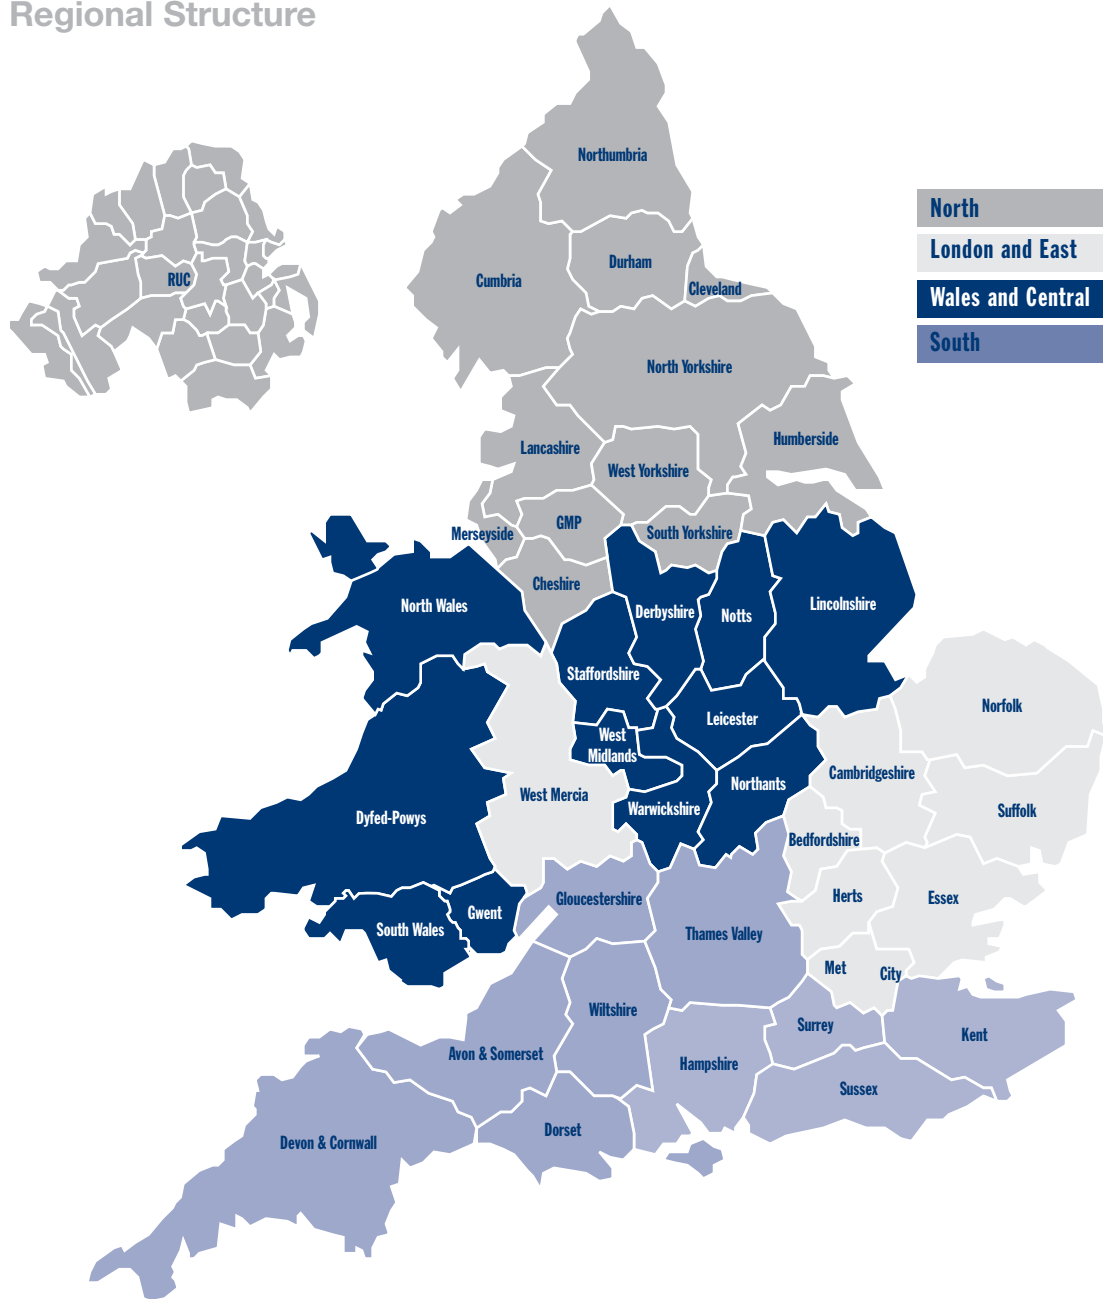 Regional Structure
Northumbria
North
London and East
Wales and Central
South
RUC
Cumbria
Durham
Cleveland
North Yorkshire
Lancashire
West Yorkshire
Humberside
Merseyside
GMP
South Yorkshire
Cheshire
North Wales
Derbyshire
Notts
Lincolnshire
Staffordshire
Leicester
Norfolk
West
Midlands
Cambridgeshire
Northants
West Mercia
Warwickshire
Suffolk
Dyfed-Powys
Bedfordshire
Herts
Essex
Gloucestershire
Gwent
South Wales
Thames Valley
Met
City
Wiltshire
Surrey
Kent
Avon & Somerset
Hampshire
Sussex
Dorset
Devon & Cornwall